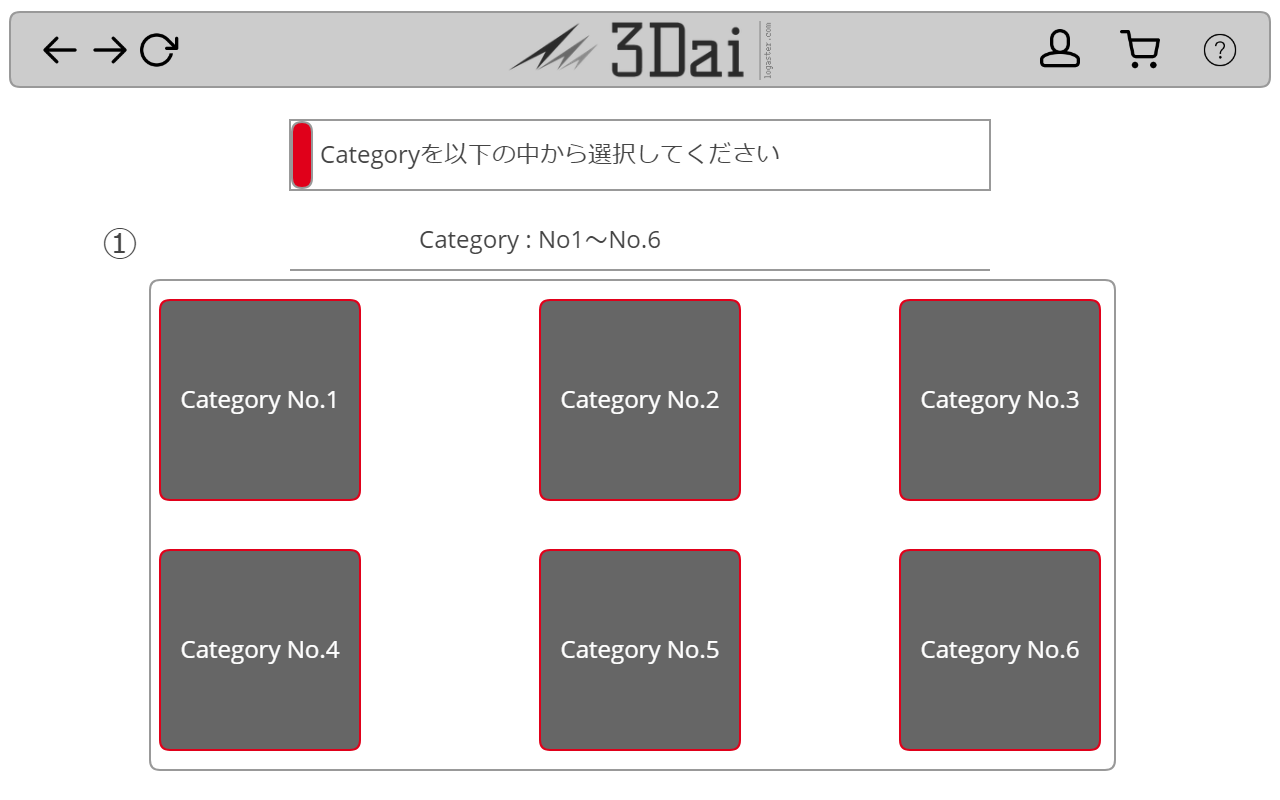 3Dai
logaster.com
?
Categoryを以下の中から選択してください
①
Category : No1〜No.6
Category No.1
Category No.2
Category No.3
Category No.4
Category No.5
Category No.6